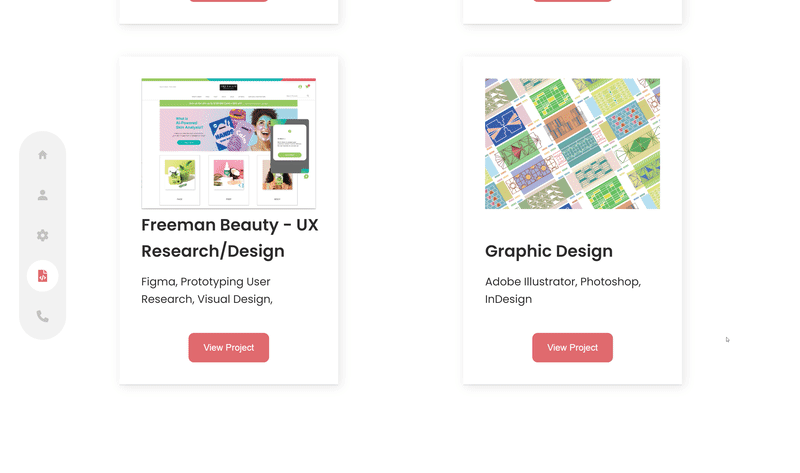 Freeman Beauty - UX
Research/Design
Figma, Prototyping User
Research, Visual Design,
View Project
Graphic Design
Adobe Illustrator, Photoshop,
InDesign
View Project